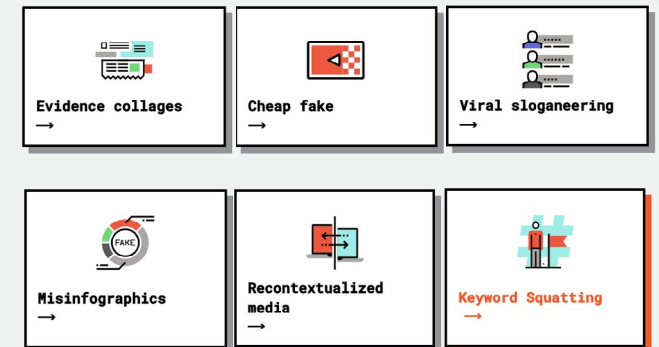 Evidence collages
Cheap fake
Viral sloganeering
FAKE
Misinfographics
Recontextualized
media
Keyword Squatting